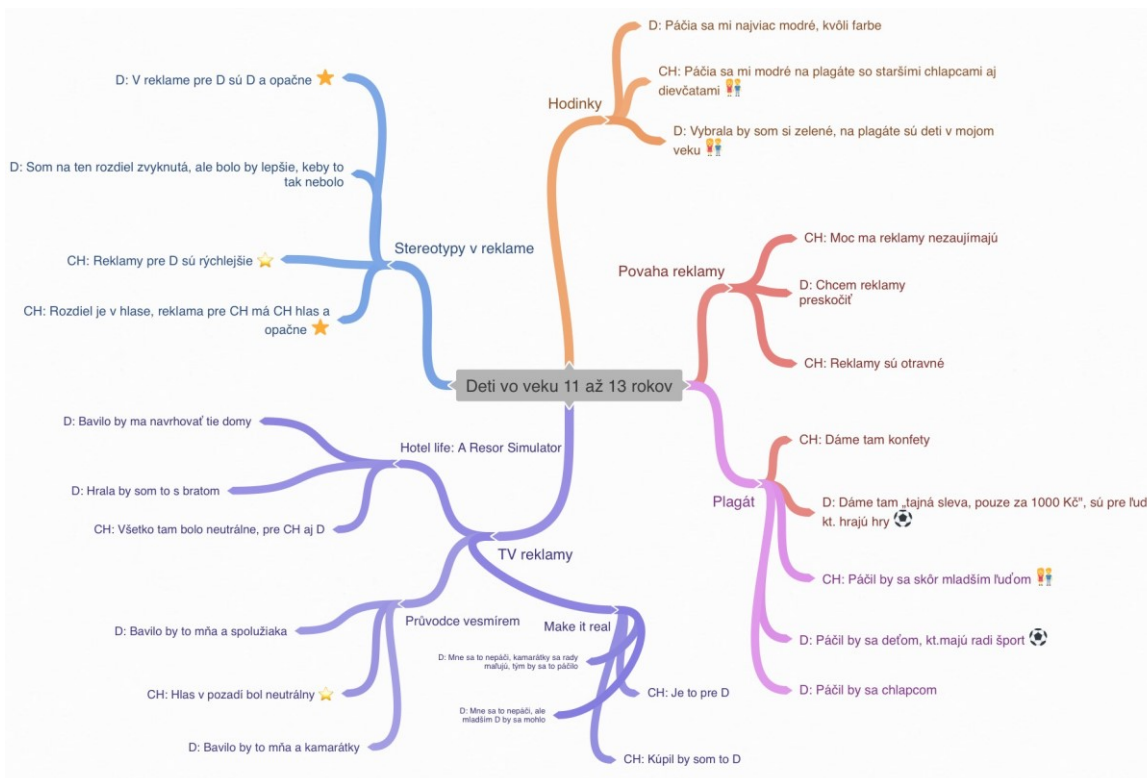 Deti vo veku 11 až 13 rokov
Stereotypy v reklame
D: V reklame pre D sú D a opačne
D: Som na ten rozdiel zvyknutá, ale bolo by lepšie, keby to
tak nebolo
CH: Reklamy pre D sú rýchlejšie
CH: Rozdiel je v hlase, reklama pre CH má CH hlas a
opačne
Hodinky
D: Páčia sa mi najviac modré, kvôli farbe
CH: Páčia sa mi modré na plagáte so staršími chlapcami aj
dievčatami
D: Vybrala by som si zelené, na plagáte sú deti v mojom
veku
Povaha reklamy
CH: Moc ma reklamy nezaujímajú
D: Chcem reklamy
preskočiť
CH: Reklamy sú otravné
Plagát
CH: Dáme tam konfety
D: Dáme tam „tajná sleva, pouze za 1000 Kč", sú pre ľud
kt. hrajú hry
CH: Páčil by sa skôr mladším ľuďom
D: Páčil by sa deťom, kt.majú radi šport
D: Páčil by sa chlapcom
TV reklamy
Hotel life: A Resor Simulator
D: Bavilo by ma navrhovať tie domy
D: Hrala by som to s bratom
CH: Všetko tam bolo neutrálne, pre CH aj D
Průvodce vesmírem
D: Bavilo by to mňa a spolužiaka
CH: Hlas v pozadí bol neutrálny
D: Bavilo by to mňa a kamarátky
Make it real
D: Mne sa to nepáči, kamarátky sa rady
maľujú, tým by sa to páčilo
D: Mne sa to nepáči, ale
mladším D by sa mohlo
CH: Je to pre D
CH: Kúpil by som to D